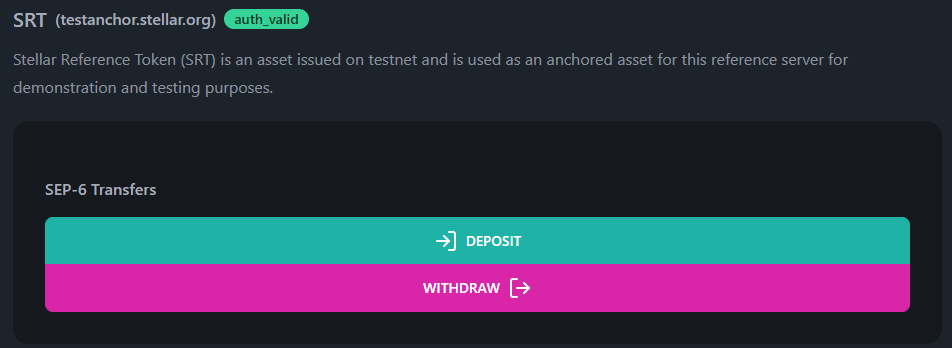 SRT (testanchor.stellar.org) auth_valid
Stellar Reference Token (SRT) is an asset issued on testnet and is used as an anchored asset for this reference server for
demonstration and testing purposes.
SEP-6 Transfers
DEPOSIT
WITHDRAW